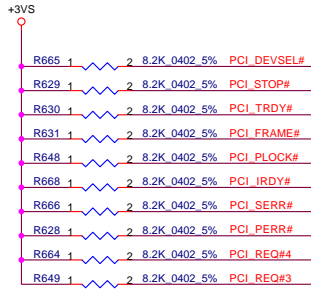 +3VS
R665 1 2 8.2K_0402_5% PCI_DEVSEL#
R629 1 2 8.2K_0402_5% PCI_STOP#
R630 1 2 8.2K_0402_5% PCI_TRDY#
R631 1 2 8.2K_0402_5% PCI_FRAME#
R648 1 2 8.2K_0402_5% PCI_PLOCK#
R668 1 2 8.2K_0402_5% PCI_IRDY#
R666 1 2 8.2K_0402_5% PCI_SERR#
R628 1 2 8.2K_0402_5% PCI_PERR#
R664 1 2 8.2K_0402_5% PCI_REQ#4
R649 1 2 8.2K_0402_5% PCI_REQ#3